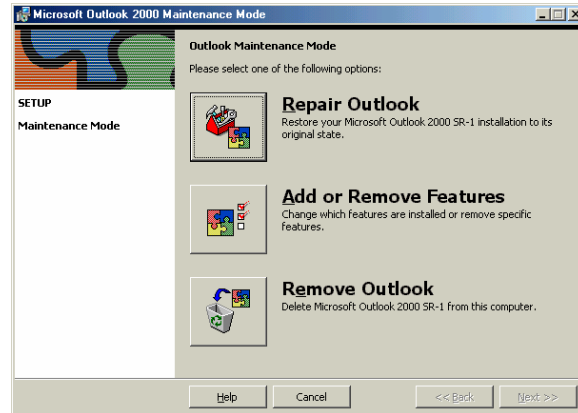 Microsoft Outlook 2000 Maintenance Mode
Outlook Maintenance Mode
Please select one of the following options:
SETUP
Maintenance Mode
Repair Outlook
Restore your Microsoft Outlook 2000 SR-1 installation to its
original state.
Add or Remove Features
Change which features are installed or remove specific
features.
Remove Outlook
Delete Microsoft Outlook 2000 SR-1 from this computer.
Help
Cancel
<< Back
Next >>